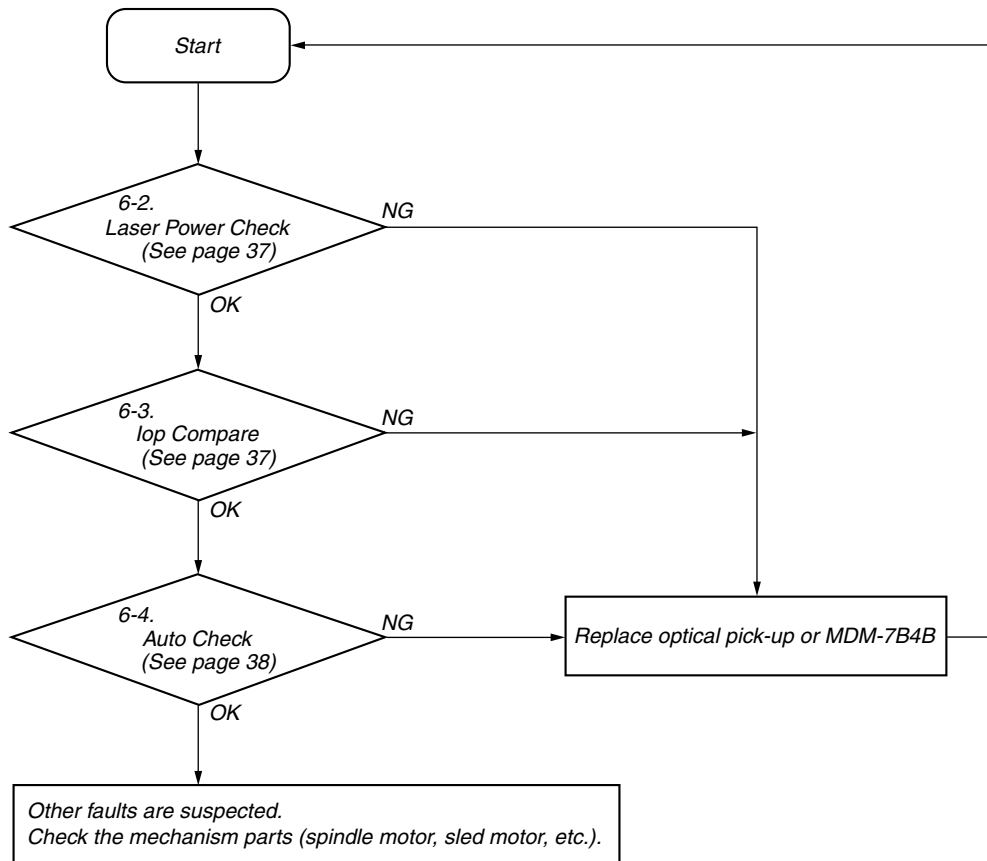 Start
6-2.
Laser Power Check
(See page 37)
NG
OK
6-3.
Iop Compare
(See page 37)
NG
OK
6-4.
Auto Check
(See page 38)
NG
Replace optical pick-up or MDM-7B4B
OK
Other faults are suspected.
Check the mechanism parts (spindle motor, sled motor, etc.).